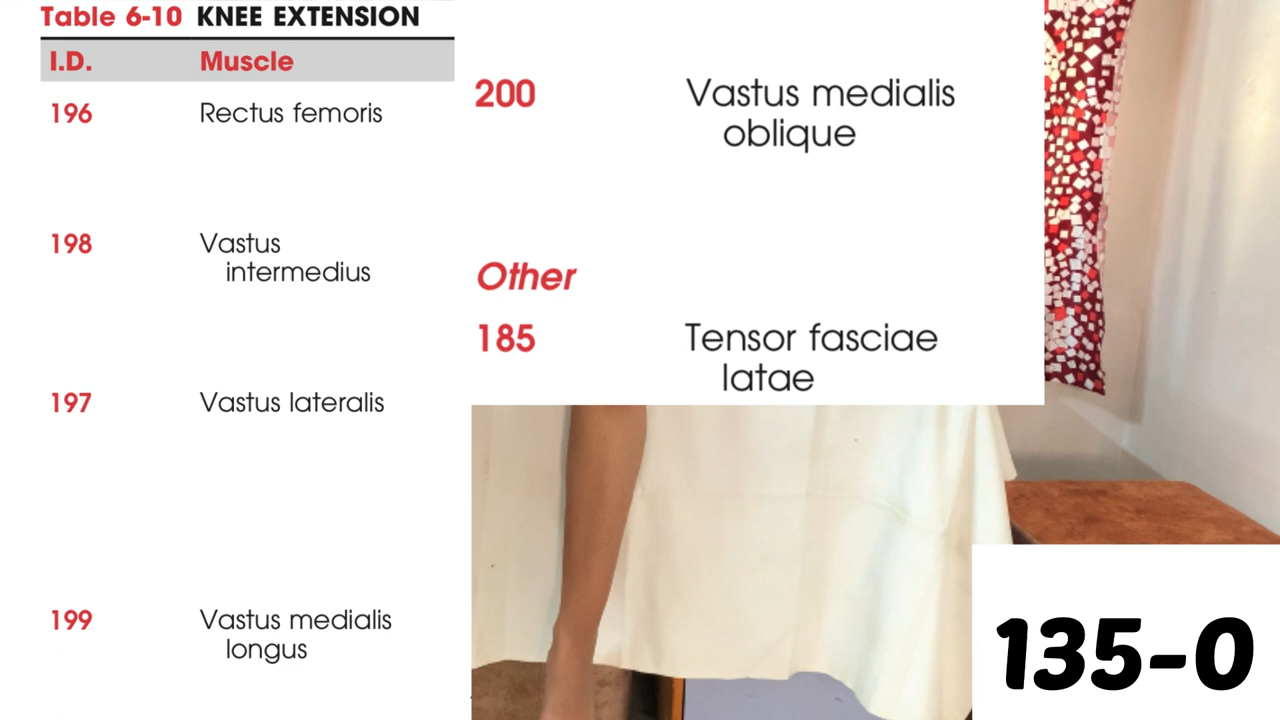 Table 6-10 KNEE EXTENSION
I.D. Muscle
196 Rectus femoris
198 Vastus
intermedius
197 Vastus lateralis
199 Vastus medialis
longus
200 Vastus medialis
oblique
Other
185 Tensor fasciae
latae
135-0